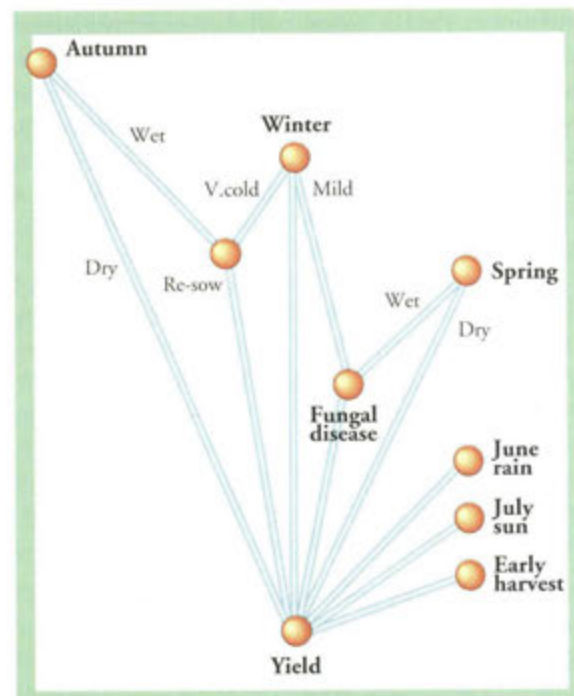 Autumn
Wet
Winter
V.cold
Mild
Dry
Re-sow
Spring
Wet
Dry
Fungal
disease
June
rain
July
sun
Early
harvest
Yield